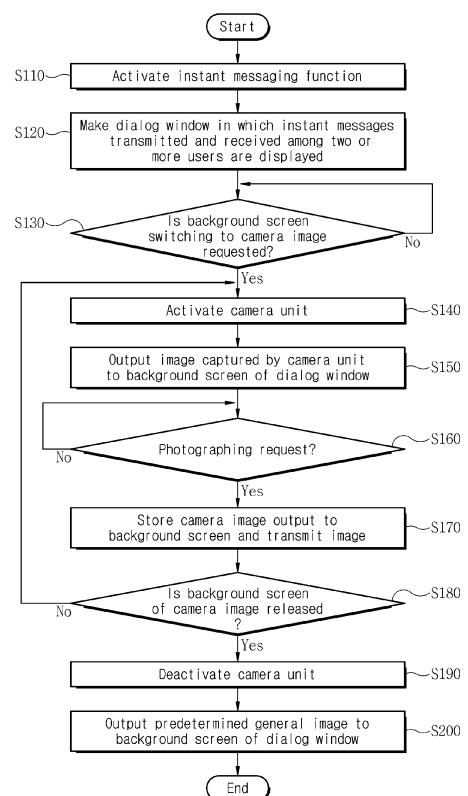 Start
S110
Activate instant messaging function
S120
Make dialog window in which instant messages
transmitted and received among two or
more users are displayed
S130
Is background screen
switching to camera image
requested?
No
Yes
Activate camera unit
S140
Output image captured by camera unit
to background screen of dialog window
S150
Photographing request?
S160
No
Yes
Store camera image output to
background screen and transmit image
S170
Is background screen
of camera image released
?
S180
No
Yes
Deactivate camera unit
S190
Output predetermined general image to
background screen of dialog window
S200
End